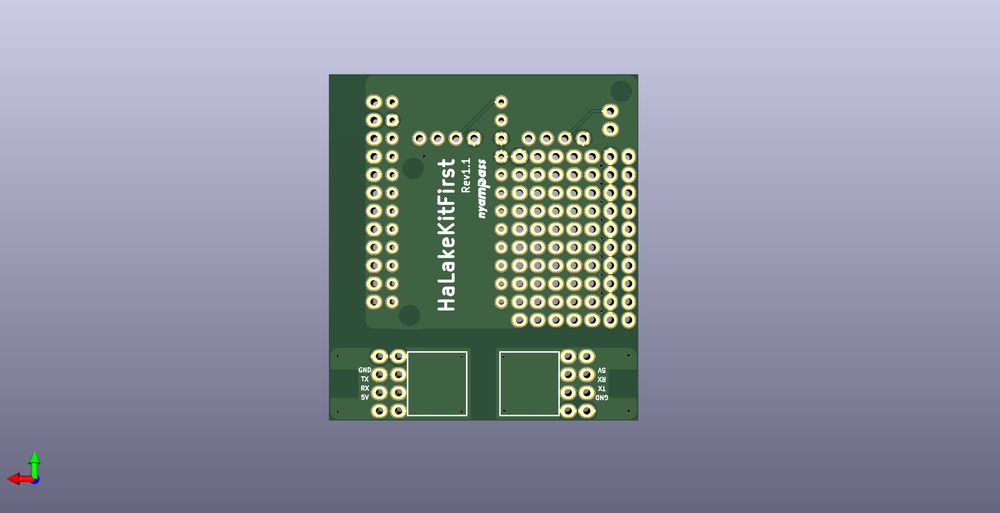 HaLakeKitFirst
Rev1.1
nyampass
GND
TX
RX
5V
5V
RX
TX
GND